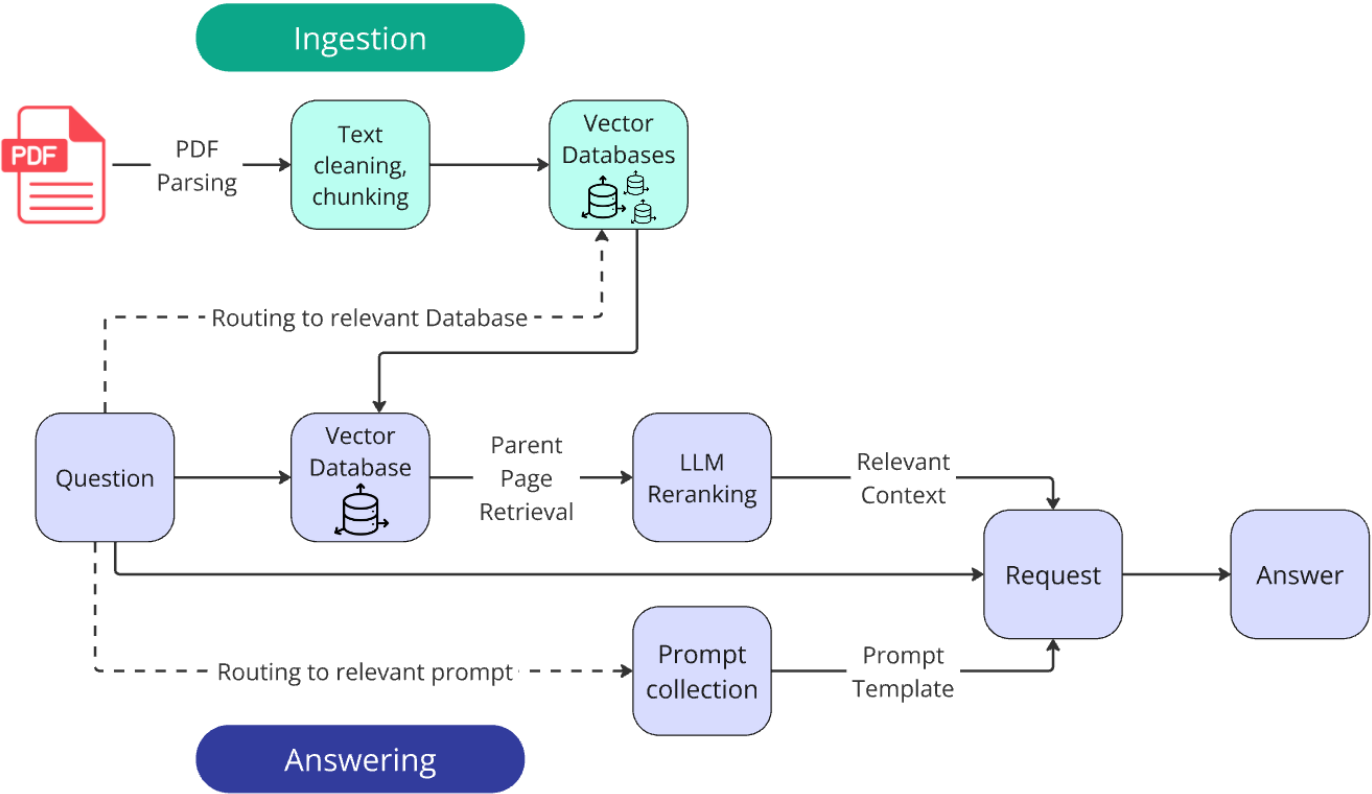 Ingestion
PDF
PDF
Parsing
Text
cleaning,
chunking
Vector
Databases
Routing to relevant Database
Question
Vector
Database
Parent
Page
Retrieval
LLM
Reranking
Relevant
Context
Request
Answer
Routing to relevant prompt
Prompt
collection
Prompt
Template
Answering